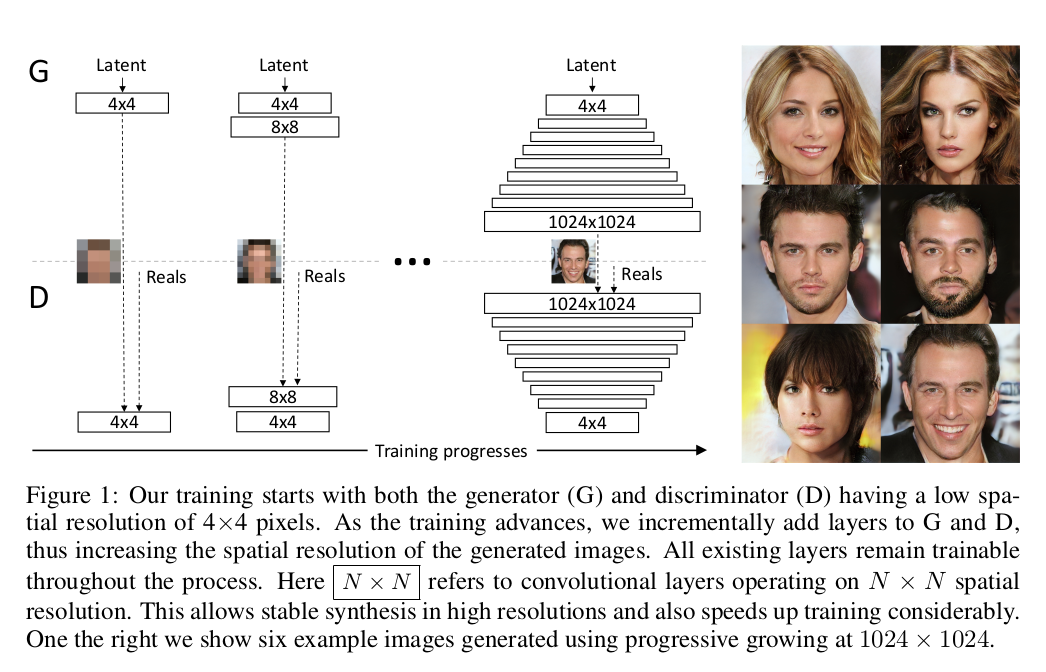 G
Latent
4x4
Latent
4x4
8x8
Latent
4x4
1024x1024
Reals
Reals
Reals
D
1024x1024
8x8
4x4
4x4
4x4
Training progresses
Figure 1: Our training starts with both the generator (G) and discriminator (D) having a low spa-
tial resolution of 4×4 pixels. As the training advances, we incrementally add layers to G and D,
thus increasing the spatial resolution of the generated images. All existing layers remain trainable
throughout the process. Here N × N refers to convolutional layers operating on N × N spatial
resolution. This allows stable synthesis in high resolutions and also speeds up training considerably.
One the right we show six example images generated using progressive growing at 1024 × 1024.